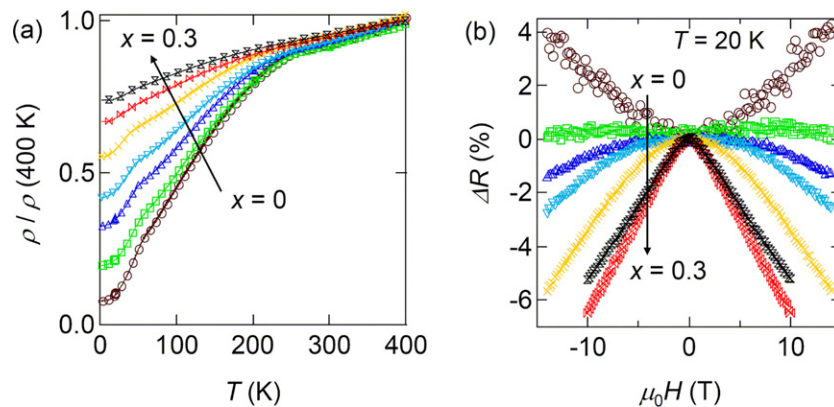 (a)
x = 0.3
x = 0
1.0
0.5
0.0
0 100 200 300 400
T (K)
ρ / ρ (400 K)
(b)
T = 20 K
x = 0
x = 0.3
4
2
0
-2
-4
-6
-10 0 10
μ0H (T)
ΔR (%)